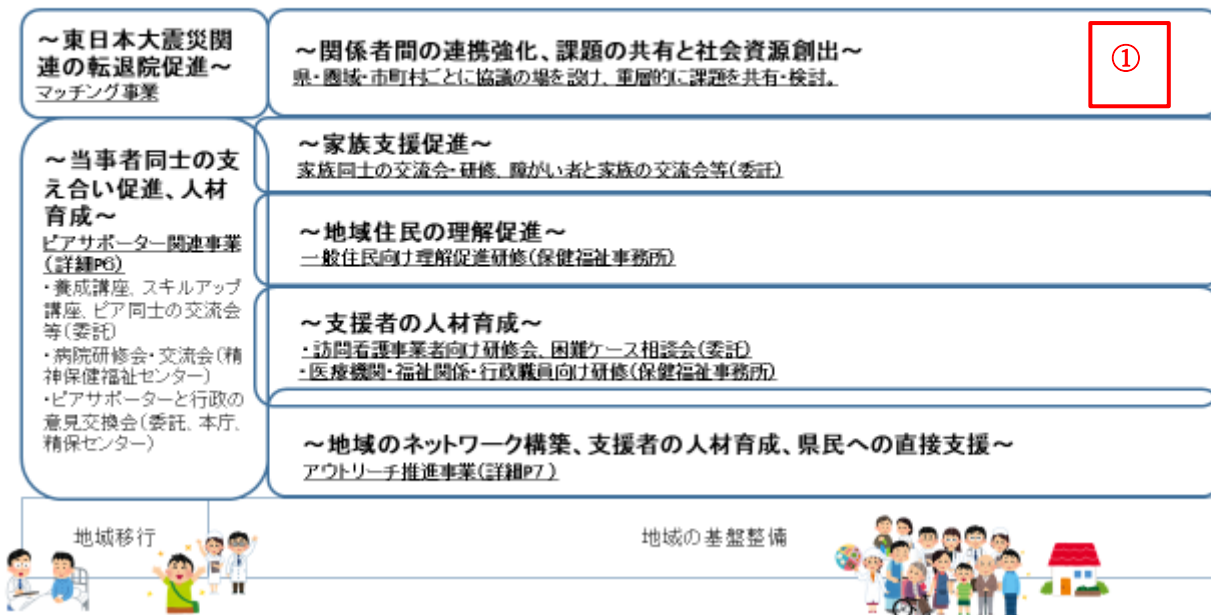 ～東日本大震災関
連の転退院促進～
マッチング事業
～関係者間の連携強化、課題の共有と社会資源創出～
県・圏域・市町村ごとに協議の場を設け、重層的に課題を共有・検討。
①
～当事者同士の支
え合い促進、人材
育成～
ピアサポーター関連事業
(詳細P6)
・養成講座、スキルアップ
講座、ピア同士の交流会
等(委託)
・病院研修会・交流会(精
神保健福祉センター)
・ピアサポーターと行政の
意見交換会(委託、本庁、
精保センター)
～家族支援促進～
家族同士の交流会・研修、障がい者と家族の交流会等(委託)
～地域住民の理解促進～
一般住民向け理解促進研修(保健福祉事務所)
～支援者の人材育成～
・訪問看護事業者向け研修会、困難ケース相談会(委託)
・医療機関・福祉関係・行政職員向け研修(保健福祉事務所)
～地域のネットワーク構築、支援者の人材育成、県民への直接支援～
アウトリーチ推進事業(詳細P7)
地域移行
地域の基盤整備